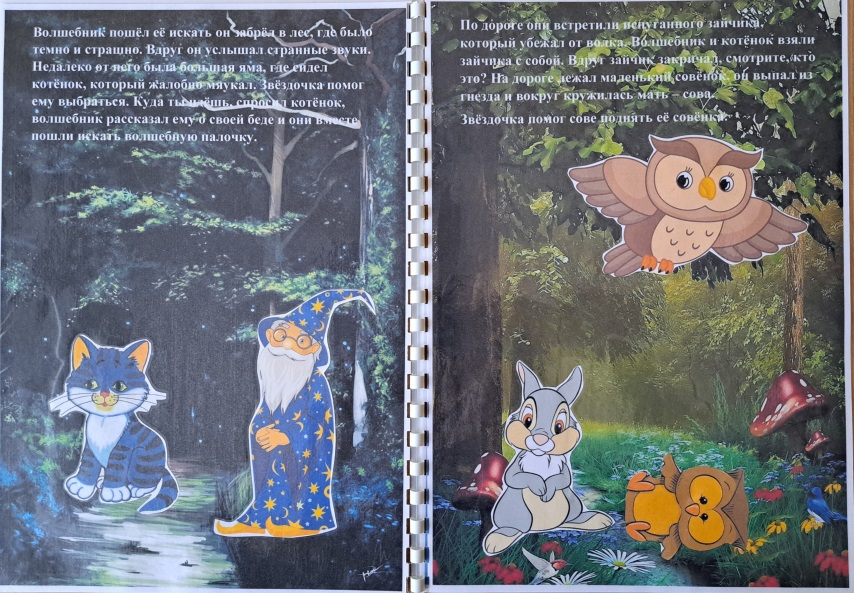 Волшебник пошёл её искать он забрёл в лес, где было
темно и страшно. Вдруг он услышал странные звуки.
Недалеко от него была большая яма, где сидел
котёнок, который жалобно мяукал. Звёздочка помог
ему выбраться. Куда ты идёшь, спросил котёнок,
волшебник рассказал ему о своей беде и они вместе
пошли искать волшебную палочку.
По дороге они встретили испуганного зайчика,
который убежал от волка. Волшебник и котёнок взяли
зайчика с собой. Вдруг зайчик закричал, смотрите, кто
это? На дороге лежал маленький совёнок, он выпал из
гнезда и вокруг кружилась мать – сова.
Звёздочка помог сове поднять её совёнка.